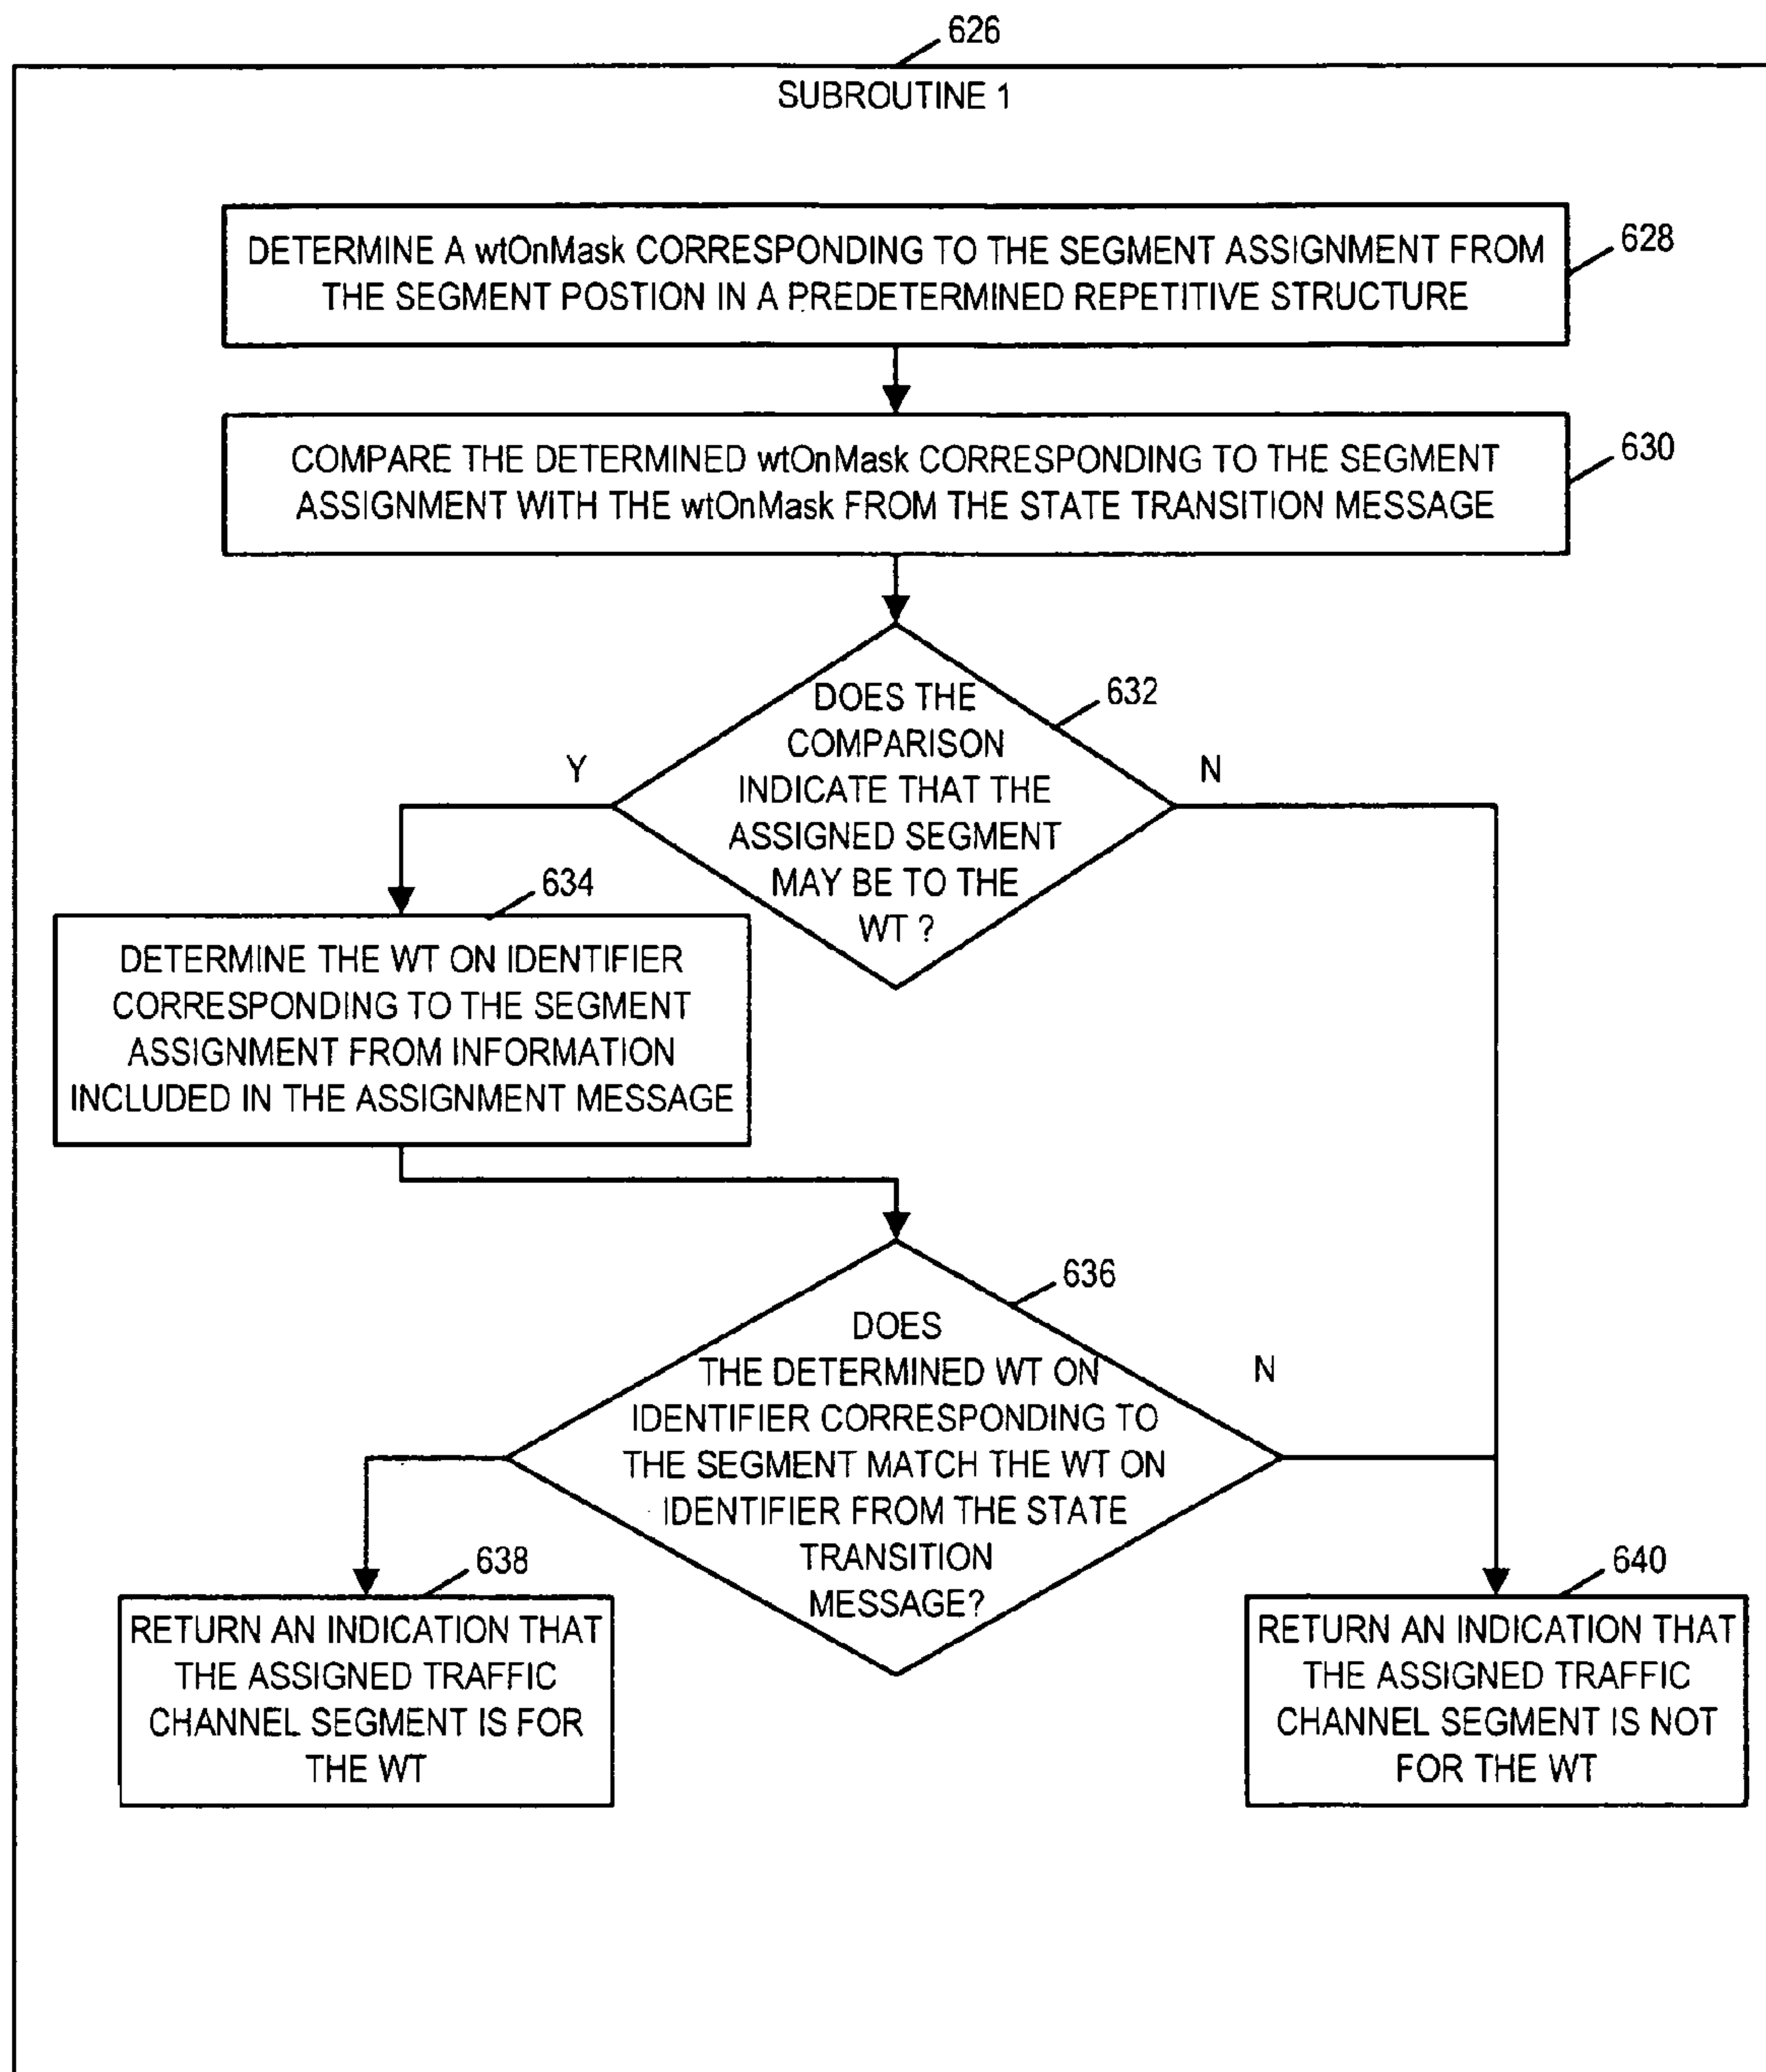 626
SUBROUTINE 1
DETERMINE A wtOnMask CORRESPONDING TO THE SEGMENT ASSIGNMENT FROM
THE SEGMENT POSTION IN A PREDETERMINED REPETITIVE STRUCTURE
628
COMPARE THE DETERMINED wtOnMask CORRESPONDING TO THE SEGMENT
ASSIGNMENT WITH THE wtOnMask FROM THE STATE TRANSITION MESSAGE
630
DOES THE
COMPARISON
INDICATE THAT THE
ASSIGNED SEGMENT
MAY BE TO THE
WT ?
632
Y
N
634
DETERMINE THE WT ON IDENTIFIER
CORRESPONDING TO THE SEGMENT
ASSIGNMENT FROM INFORMATION
INCLUDED IN THE ASSIGNMENT MESSAGE
636
DOES
THE DETERMINED WT ON
IDENTIFIER CORRESPONDING TO
THE SEGMENT MATCH THE WT ON
IDENTIFIER FROM THE STATE
TRANSITION
MESSAGE?
N
638
RETURN AN INDICATION THAT
THE ASSIGNED TRAFFIC
CHANNEL SEGMENT IS FOR
THE WT
640
RETURN AN INDICATION THAT
THE ASSIGNED TRAFFIC
CHANNEL SEGMENT IS NOT
FOR THE WT